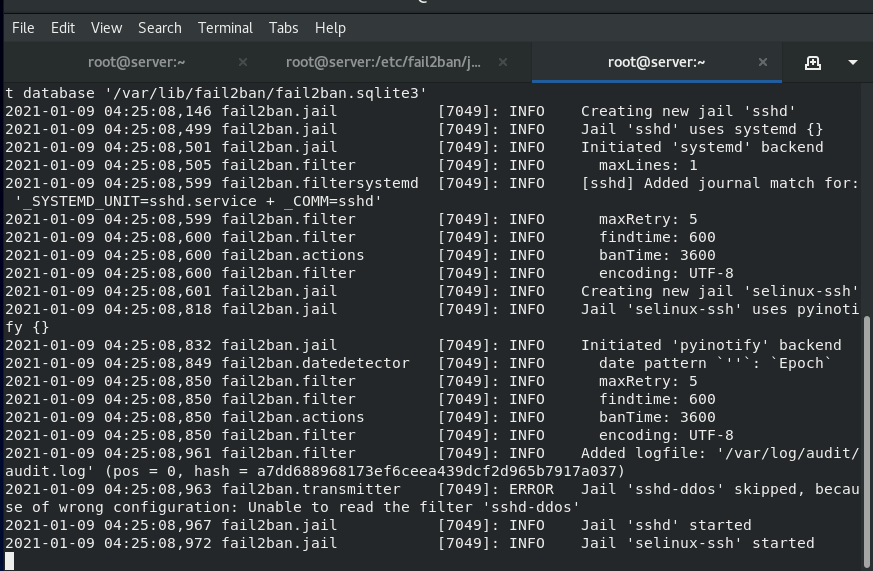 File Edit View Search Terminal Tabs Help
root@server:~ × root@server:/etc/fail2ban/j... × root@server:~ ×
t database '/var/lib/fail2ban/fail2ban.sqlite3'
2021-01-09 04:25:08,146 fail2ban.jail [7049]: INFO Creating new jail 'sshd'
2021-01-09 04:25:08,499 fail2ban.jail [7049]: INFO Jail 'sshd' uses systemd {}
2021-01-09 04:25:08,501 fail2ban.jail [7049]: INFO Initiated 'systemd' backend
2021-01-09 04:25:08,505 fail2ban.filter [7049]: INFO maxLines: 1
2021-01-09 04:25:08,599 fail2ban.filtersystemd [7049]: INFO [sshd] Added journal match for:
'_SYSTEMD_UNIT=sshd.service + _COMM=sshd'
2021-01-09 04:25:08,599 fail2ban.filter [7049]: INFO maxRetry: 5
2021-01-09 04:25:08,600 fail2ban.filter [7049]: INFO findtime: 600
2021-01-09 04:25:08,600 fail2ban.actions [7049]: INFO banTime: 3600
2021-01-09 04:25:08,600 fail2ban.filter [7049]: INFO encoding: UTF-8
2021-01-09 04:25:08,601 fail2ban.jail [7049]: INFO Creating new jail 'selinux-ssh'
2021-01-09 04:25:08,818 fail2ban.jail [7049]: INFO Jail 'selinux-ssh' uses pyinoti
fy {}
2021-01-09 04:25:08,832 fail2ban.jail [7049]: INFO Initiated 'pyinotify' backend
2021-01-09 04:25:08,849 fail2ban.datedetector [7049]: INFO date pattern `''`: `Epoch`
2021-01-09 04:25:08,850 fail2ban.filter [7049]: INFO maxRetry: 5
2021-01-09 04:25:08,850 fail2ban.filter [7049]: INFO findtime: 600
2021-01-09 04:25:08,850 fail2ban.actions [7049]: INFO banTime: 3600
2021-01-09 04:25:08,850 fail2ban.filter [7049]: INFO encoding: UTF-8
2021-01-09 04:25:08,961 fail2ban.filter [7049]: INFO Added logfile: '/var/log/audit/
audit.log' (pos = 0, hash = a7dd688968173ef6ceea439dcf2d965b7917a037)
2021-01-09 04:25:08,963 fail2ban.transmitter [7049]: ERROR Jail 'sshd-ddos' skipped, becau
se of wrong configuration: Unable to read the filter 'sshd-ddos'
2021-01-09 04:25:08,967 fail2ban.jail [7049]: INFO Jail 'sshd' started
2021-01-09 04:25:08,972 fail2ban.jail [7049]: INFO Jail 'selinux-ssh' started